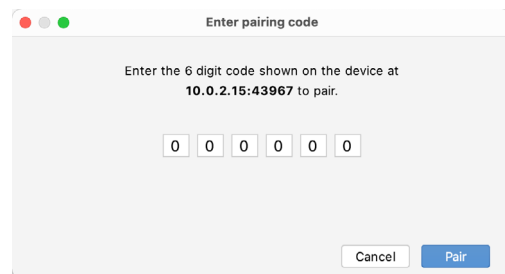 Enter pairing code
Enter the 6 digit code shown on the device at
10.0.2.15:43967 to pair.
0 0 0 0 0 0
Cancel Pair